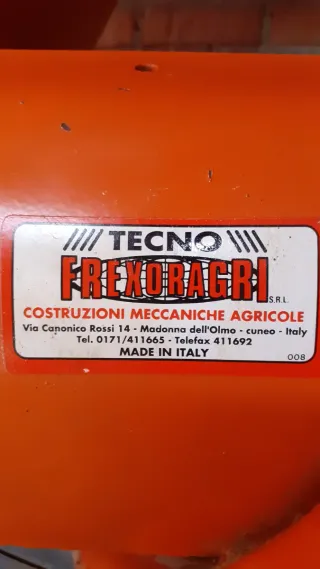 TECNO
FREXORAGRI S.R.L.
COSTRUZIONI MECCANICHE AGRICOLE
Via Canonico Rossi 14 - Madonna dell'Olmo - cuneo - Italy
Tel. 0171/411665 - Telefax 411692
MADE IN ITALY
008